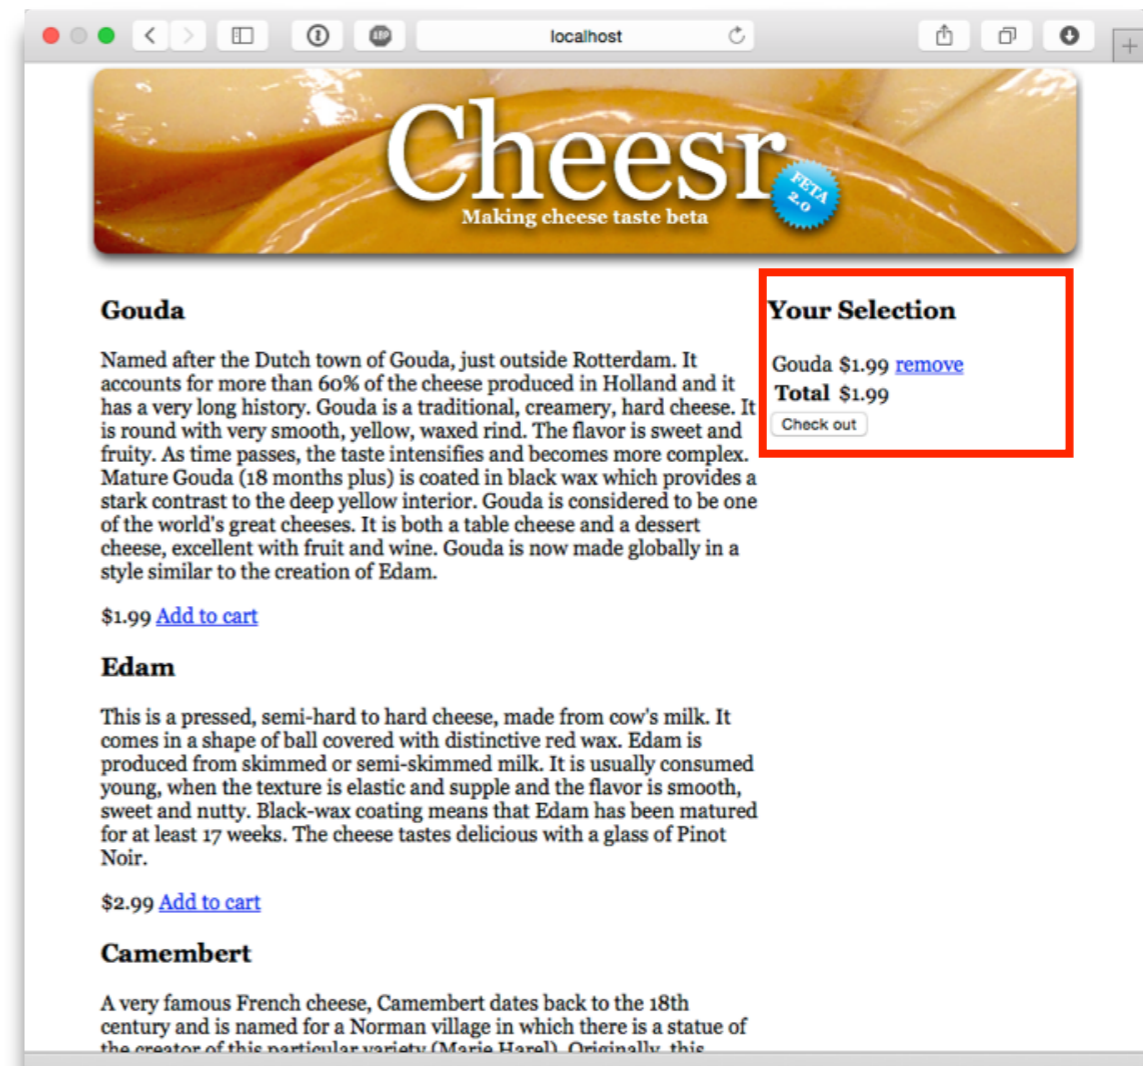 localhost
Cheesr
FETA
2.0
Making cheese taste beta
Gouda
Named after the Dutch town of Gouda, just outside Rotterdam. It
accounts for more than 60% of the cheese produced in Holland and it
has a very long history. Gouda is a traditional, creamery, hard cheese. It
is round with very smooth, yellow, waxed rind. The flavor is sweet and
fruity. As time passes, the taste intensifies and becomes more complex.
Mature Gouda (18 months plus) is coated in black wax which provides a
stark contrast to the deep yellow interior. Gouda is considered to be one
of the world's great cheeses. It is both a table cheese and a dessert
cheese, excellent with fruit and wine. Gouda is now made globally in a
style similar to the creation of Edam.
$1.99 Add to cart
Edam
This is a pressed, semi-hard to hard cheese, made from cow's milk. It
comes in a shape of ball covered with distinctive red wax. Edam is
produced from skimmed or semi-skimmed milk. It is usually consumed
young, when the texture is elastic and supple and the flavor is smooth,
sweet and nutty. Black-wax coating means that Edam has been matured
for at least 17 weeks. The cheese tastes delicious with a glass of Pinot
Noir.
$2.99 Add to cart
Camembert
A very famous French cheese, Camembert dates back to the 18th
century and is named for a Norman village in which there is a statue of
the creator of this particular variety (Marie Harel). Originally, this
Your Selection
Gouda $1.99 remove
Total $1.99
Check out